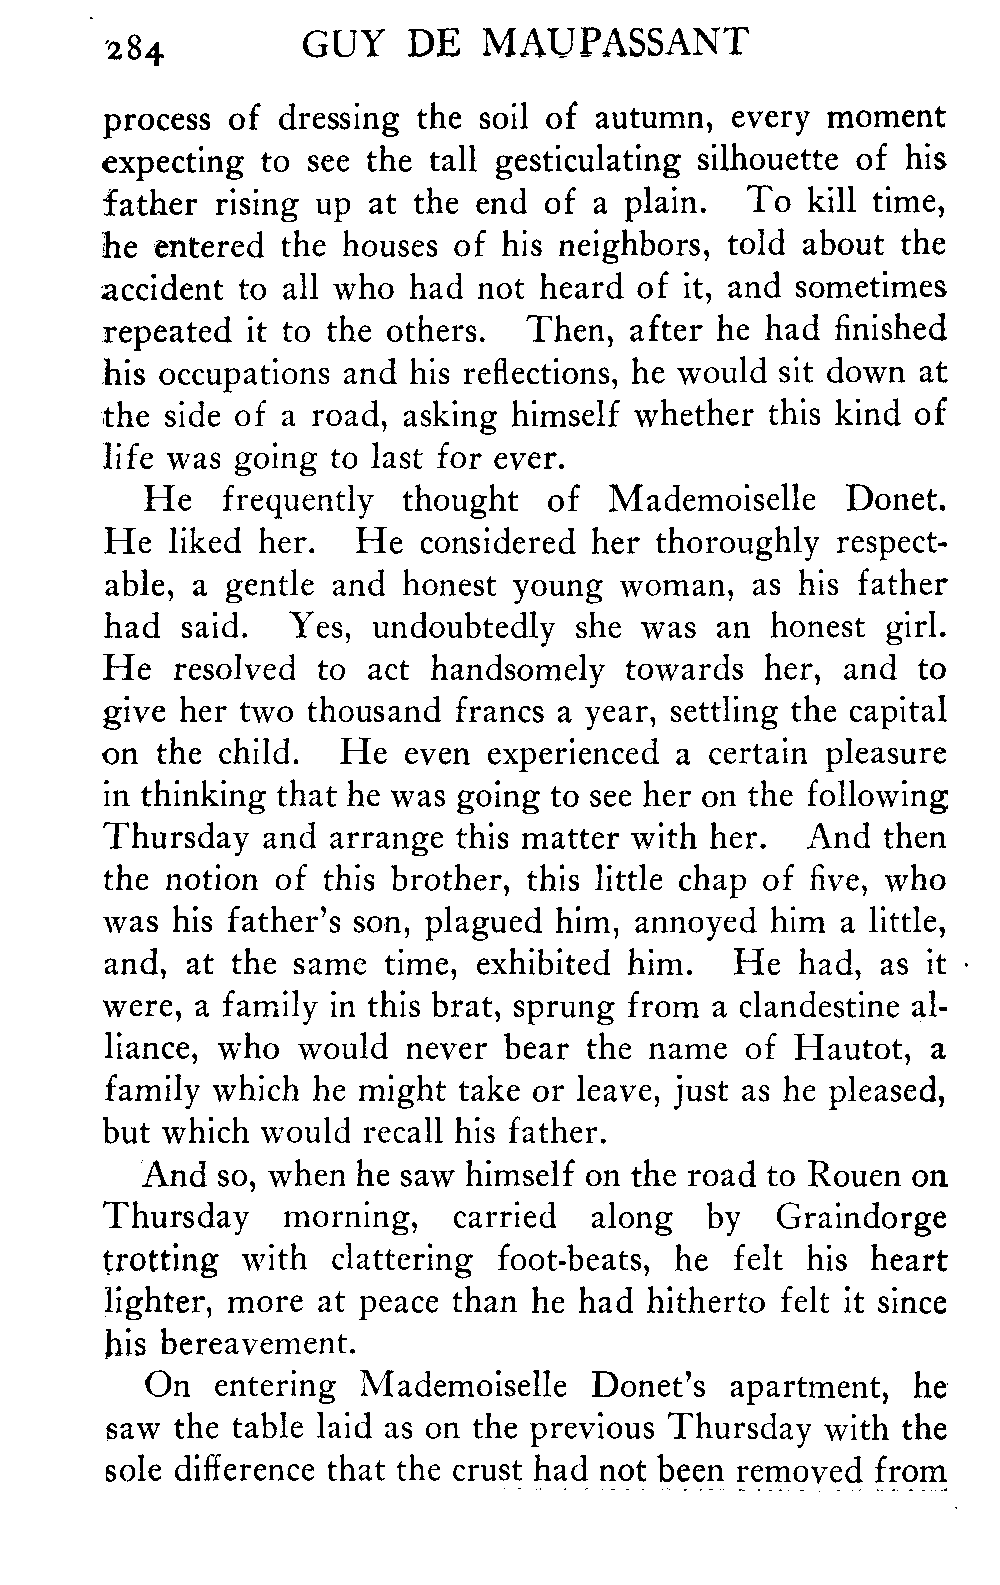 284 GUY DE MAUPASSANT
process of dressing the soil of autumn, every moment
expecting to see the tall gesticulating silhouette of his
father rising up at the end of a plain. To kill time,
he entered the houses of his neighbors, told about the
accident to all who had not heard of it, and sometimes
repeated it to the others. Then, after he had finished
his occupations and his reflections, he would sit down at
the side of a road, asking himself whether this kind of
life was going to last for ever.
He frequently thought of Mademoiselle Donet.
He liked her. He considered her thoroughly respect-
able, a gentle and honest young woman, as his father
had said. Yes, undoubtedly she was an honest girl.
He resolved to act handsomely towards her, and to
give her two thousand francs a year, settling the capital
on the child. He even experienced a certain pleasure
in thinking that he was going to see her on the following
Thursday and arrange this matter with her. And then
the notion of this brother, this little chap of five, who
was his father's son, plagued him, annoyed him a little,
and, at the same time, exhibited him. He had, as it
were, a family in this brat, sprung from a clandestine al-
liance, who would never bear the name of Hautot, a
family which he might take or leave, just as he pleased,
but which would recall his father.
And so, when he saw himself on the road to Rouen on
Thursday morning, carried along by Graindorge
trotting with clattering foot-beats, he felt his heart
lighter, more at peace than he had hitherto felt it since
his bereavement.
On entering Mademoiselle Donet's apartment, he
saw the table laid as on the previous Thursday with the
sole difference that the crust had not been removed from